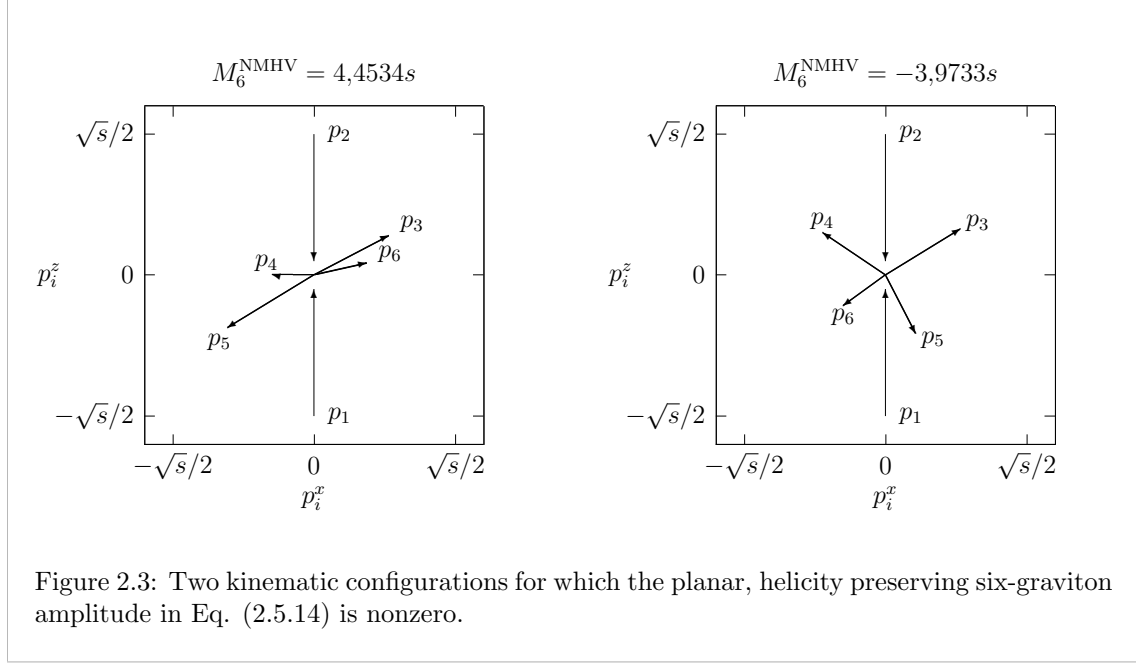 M_6^NMHV = 4,4534s
√s/2
p_2
p_3
p_6
p_4
p_i^z
0
p_5
−√s/2
p_1
−√s/2
0
√s/2
p_i^x
M_6^NMHV = −3,9733s
√s/2
p_2
p_4
p_3
p_i^z
0
p_6
p_5
−√s/2
p_1
−√s/2
0
√s/2
p_i^x
Figure 2.3: Two kinematic configurations for which the planar, helicity preserving six-graviton
amplitude in Eq. (2.5.14) is nonzero.